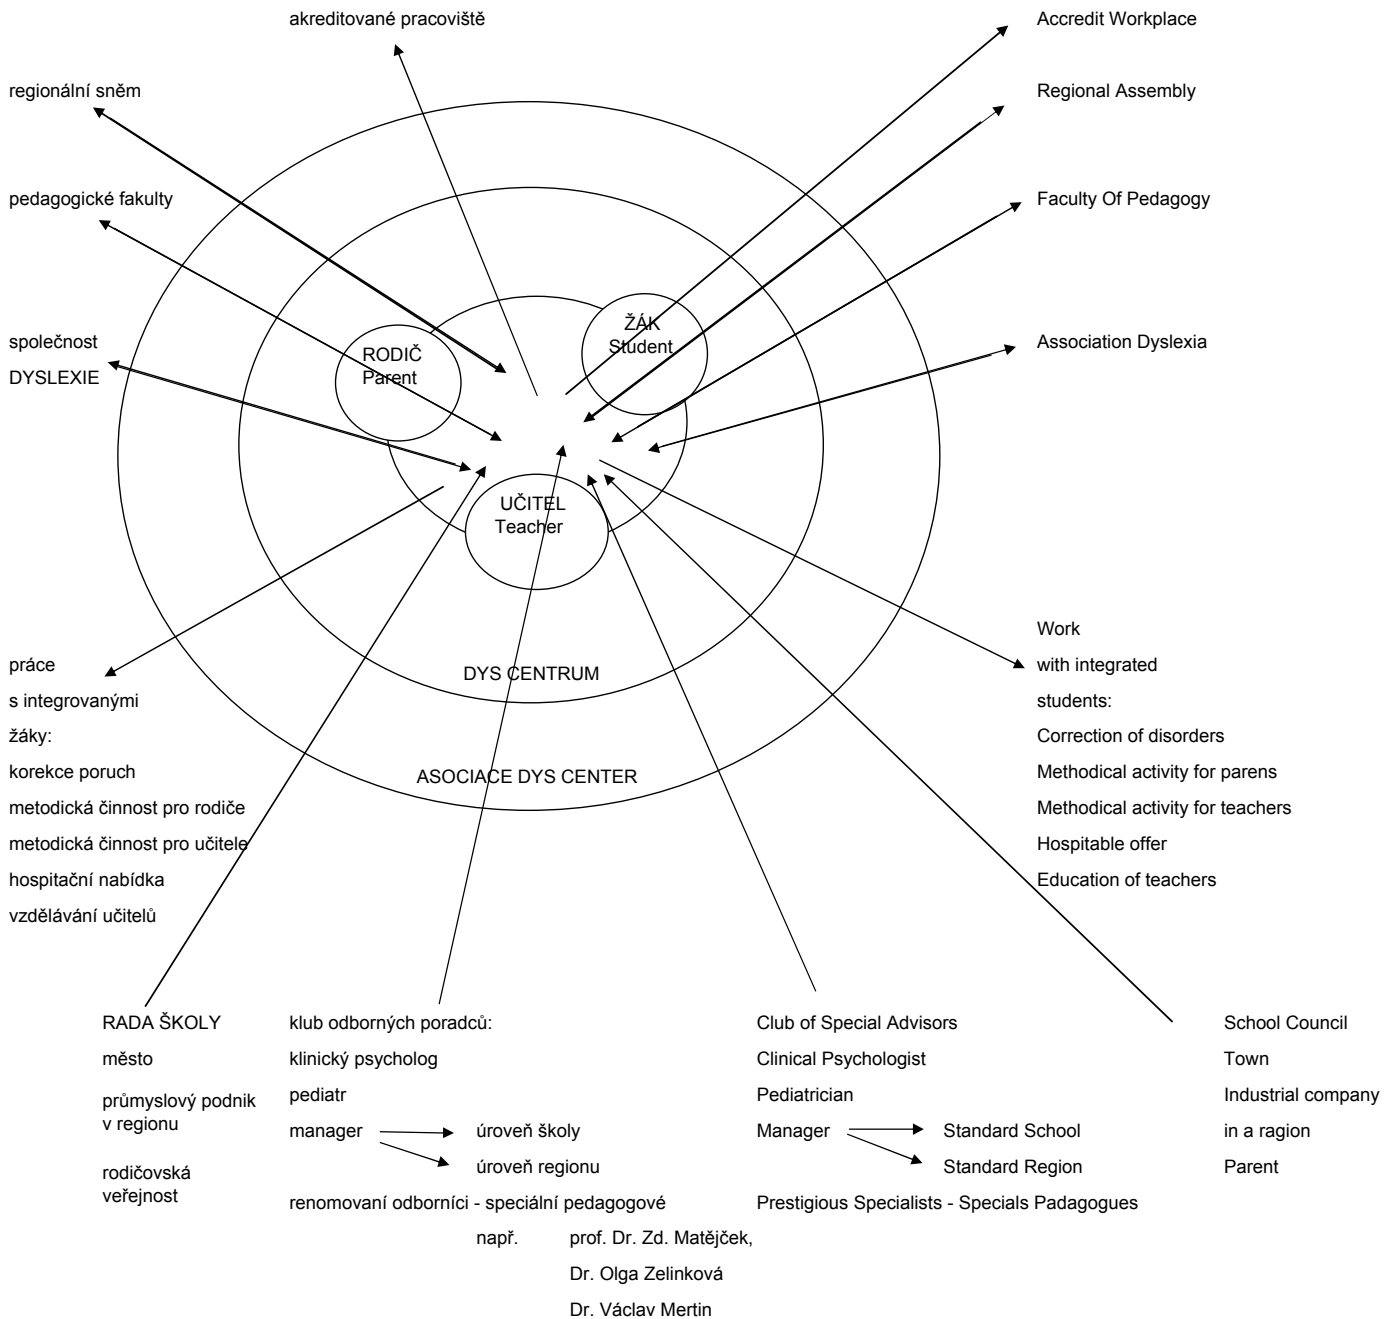 akreditované pracoviště
Accredit Workplace
regionální sněm
Regional Assembly
pedagogické fakulty
Faculty Of Pedagogy
společnost
DYSLEXIE
Association Dyslexia
RODIČ
Parent
ŽÁK
Student
UČITEL
Teacher
DYS CENTRUM
ASOCIACE DYS CENTER
práce
s integrovanými
žáky:
korekce poruch
metodická činnost pro rodiče
metodická činnost pro učitele
hospitační nabídka
vzdělávání učitelů
Work
with integrated
students:
Correction of disorders
Methodical activity for parens
Methodical activity for teachers
Hospitable offer
Education of teachers
RADA ŠKOLY
město
průmyslový podnik
v regionu
rodičovská
veřejnost
klub odborných poradců:
klinický psycholog
pediatr
manager
úroveň školy
úroveň regionu
renomovaní odborníci - speciální pedagogové
např. prof. Dr. Zd. Matějček,
Dr. Olga Zelinková
Dr. Václav Mertin
Club of Special Advisors
Clinical Psychologist
Pediatrician
Manager
Standard School
Standard Region
Prestigious Specialists - Specials Padagogues
School Council
Town
Industrial company
in a ragion
Parent